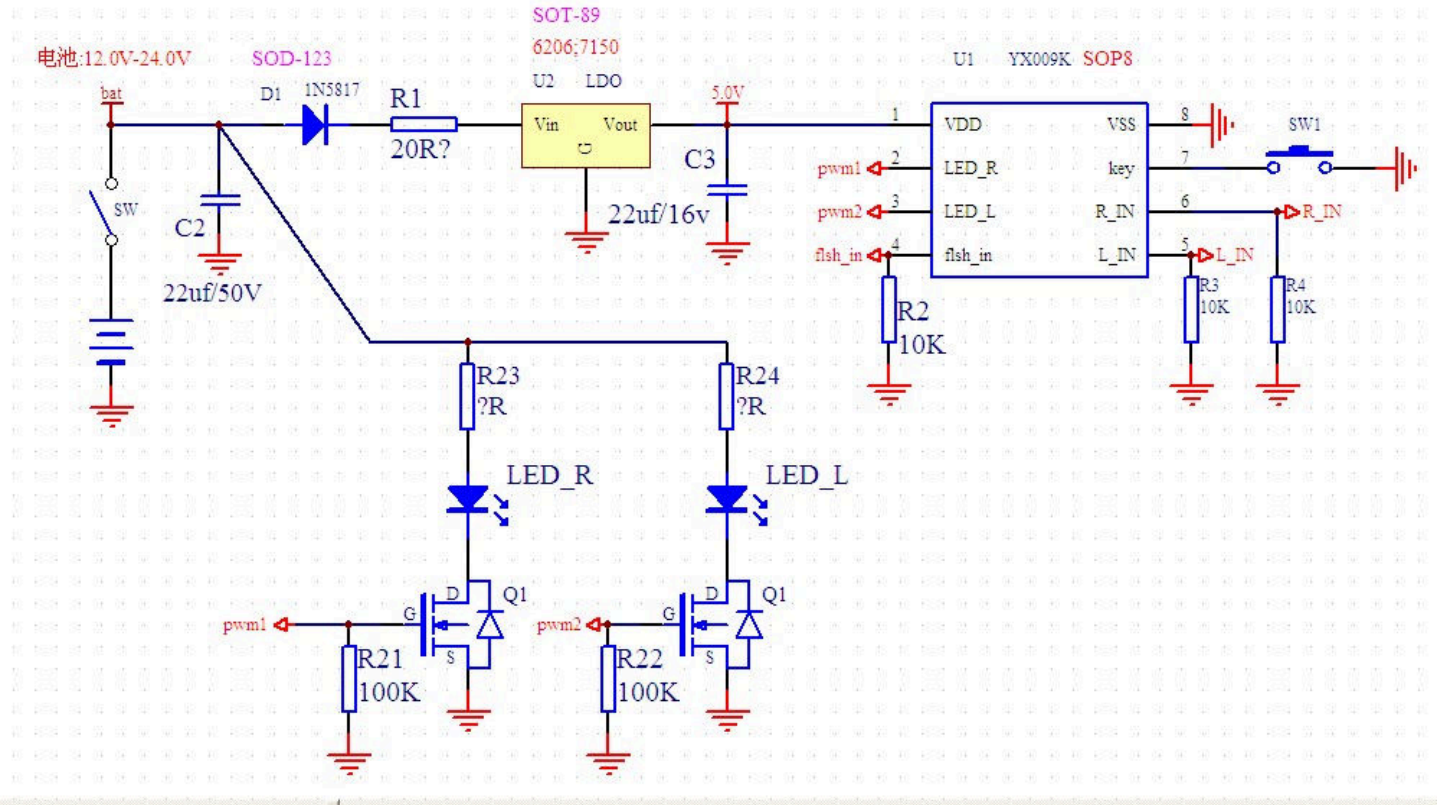 SOT-89
电池:12.0V-24.0V
SOD-123
6206;7150
U1 YX009K SOP8
bat
D1 1N5817
R1
U2 LDO
5.0V
20R?
Vin Vout
G
C3
22uf/16v
1 VDD VSS 8
SW1
pwm1 2 LED_R key 7
pwm2 3 LED_L R_IN 6 R_IN
flsh_in 4 flsh_in L_IN 5 L_IN
SW
C2
22uf/50V
R2
10K
R3
10K
R4
10K
R23
?R
R24
?R
LED_R
LED_L
D Q1
G
S
pwm1
R21
100K
D Q1
G
S
pwm2
R22
100K